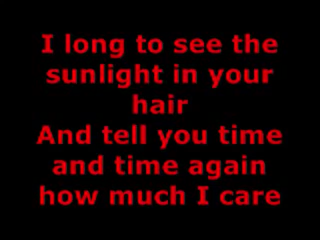 I long to see the
sunlight in your
hair
And tell you time
and time again
how much I care